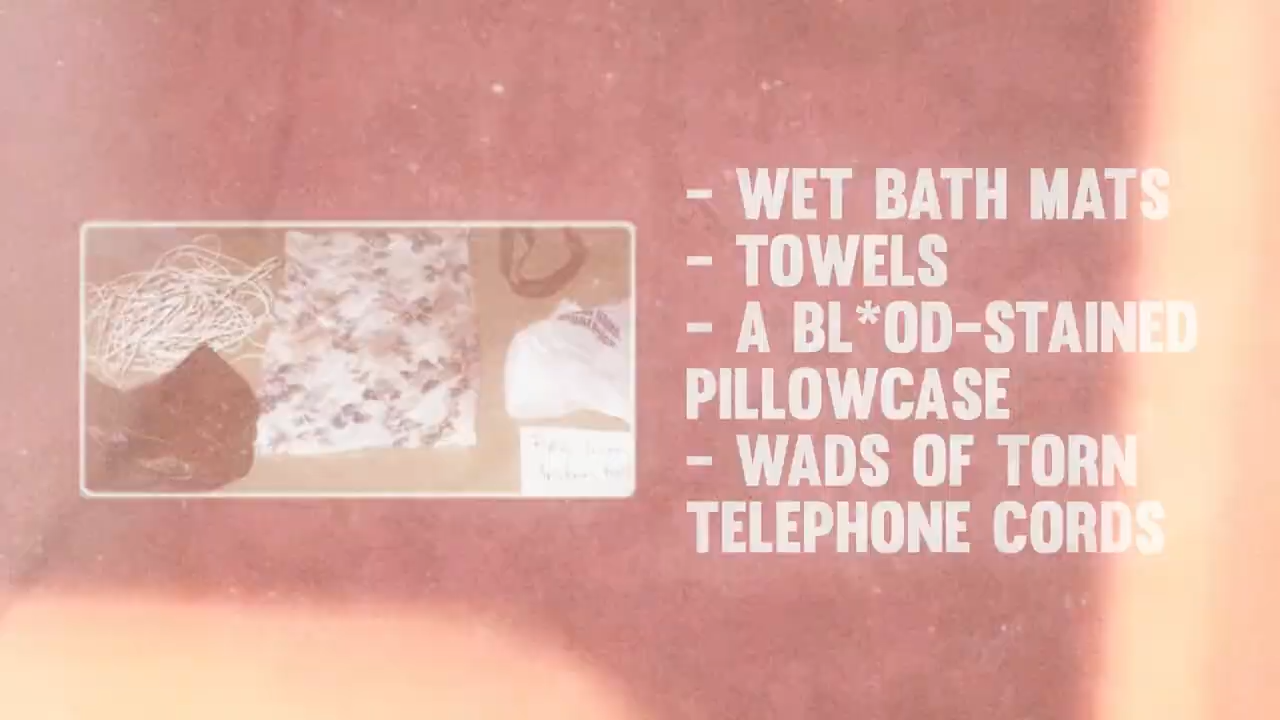 - WET BATH MATS
- TOWELS
- A BL*OD-STAINED
PILLOWCASE
- WADS OF TORN
TELEPHONE CORDS